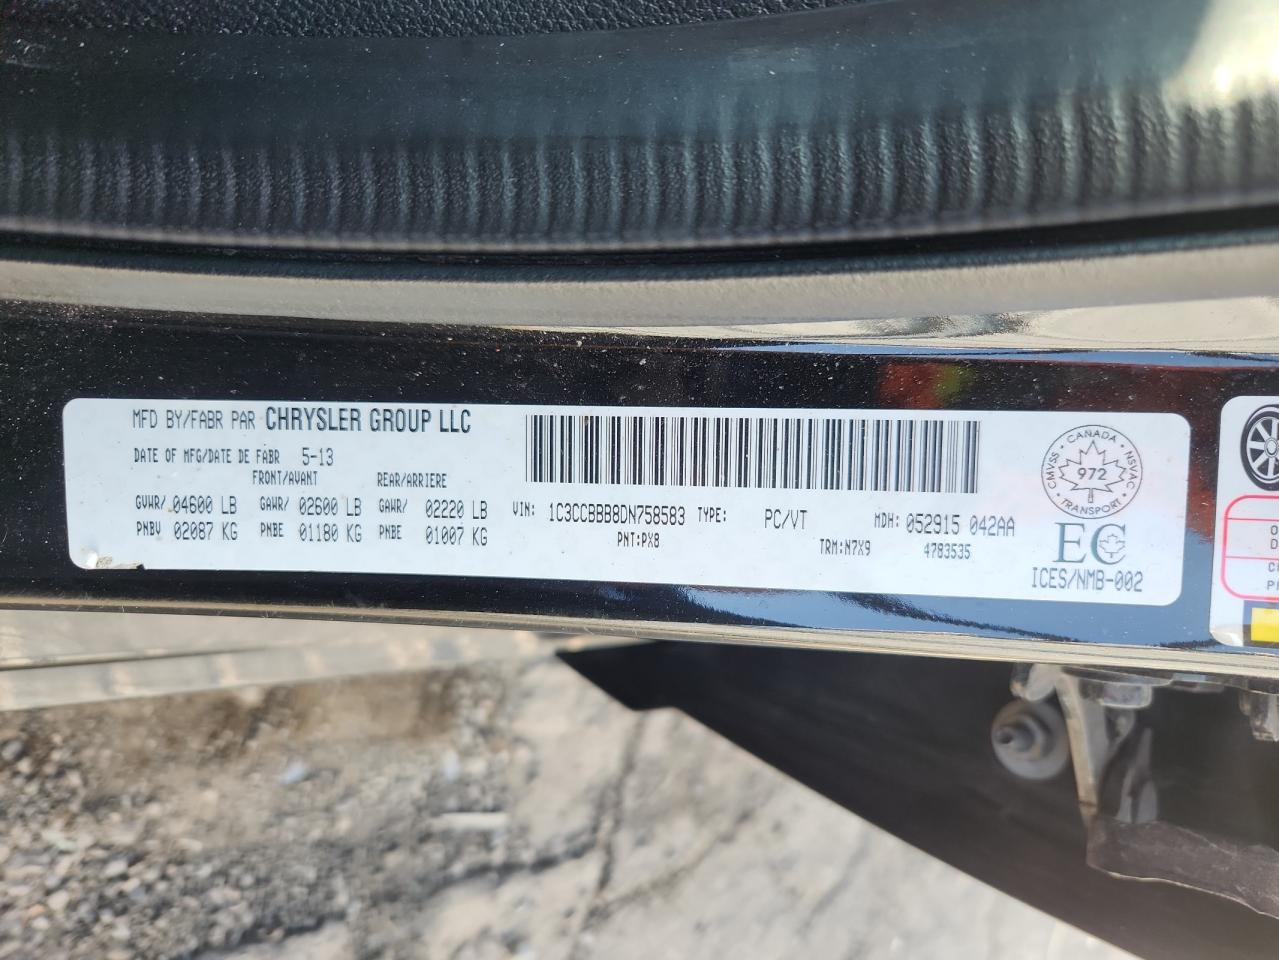 MFD BY/FABR PAR CHRYSLER GROUP LLC
DATE OF MFG/DATE DE FABR 5-13
FRONT/AVANT REAR/ARRIERE
GVWR/ 04600 LB GAWR/ 02600 LB GAWR/ 02220 LB
PNBV 02087 KG PNBE 01180 KG PNBE 01007 KG
VIN: 1C3CCBBB8DN758583 TYPE: PC/VT MDH: 052915 042AA
PNT:PX8 TRM:N7X9 4783535
CMVSS · CANADA · NSVAC
972
TRANSPORT
EC
ICES/NMB-002